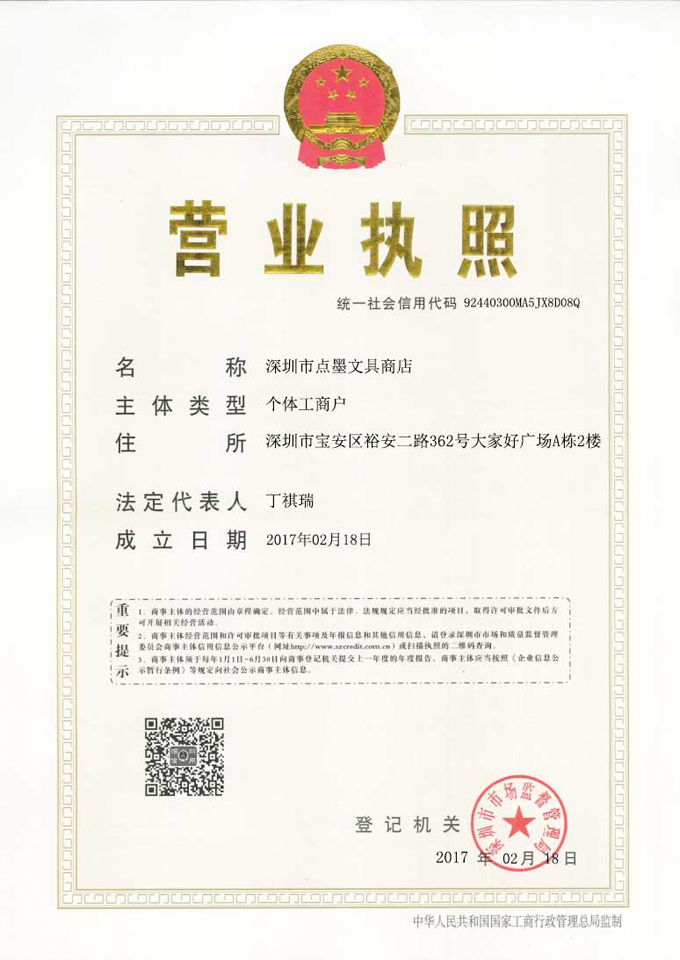 营业执照
统一社会信用代码 92440300MA5JX8D08Q
名称 深圳市点墨文具商店
主体类型 个体工商户
住所 深圳市宝安区裕安二路362号大家好广场A栋2楼
法定代表人 丁祺瑞
成立日期 2017年02月18日
重要提示
1．商事主体的经营范围由章程确定。经营范围中属于法律、法规规定应当经批准的项目，取得许可审批文件后方
可开展相关经营活动。
2．商事主体经营范围和许可审批项目等有关事项及年报信息和其他信用信息，请登录深圳市市场和质量监督管理
委员会商事主体信用信息公示平台（网址http://www.szcredit.com.cn）或扫描执照的二维码查询。
3．商事主体须于每年1月1日-6月30日向商事登记机关提交上一年度的年度报告。商事主体应当按照《企业信息公
示暂行条例》等规定向社会公示商事主体信息。
登记机关
深圳市市场监督管理局
2017 年 02 月 18 日
中华人民共和国国家工商行政管理总局监制